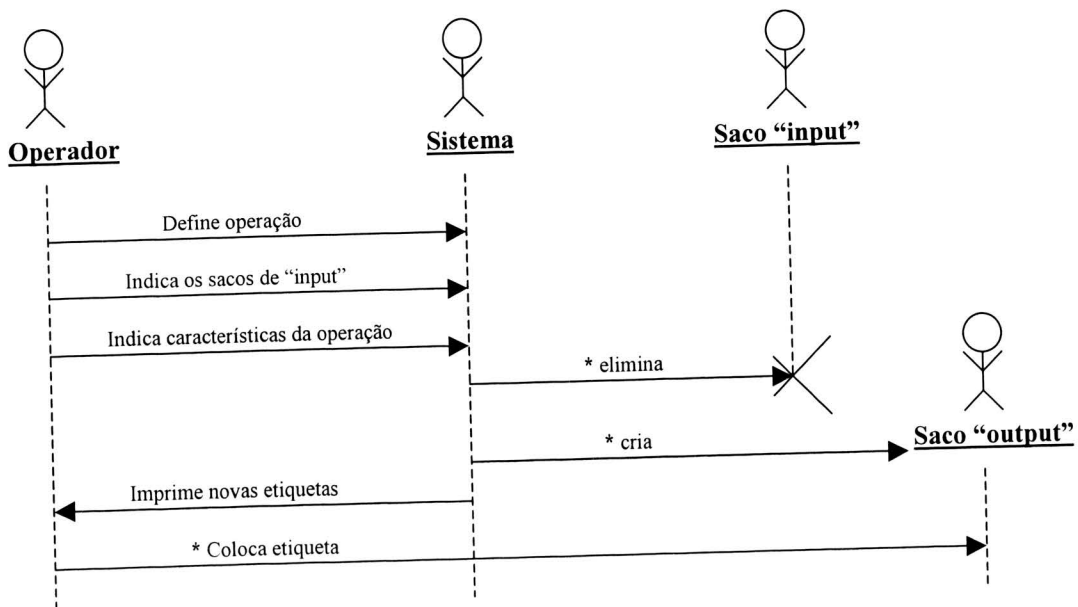 Operador
Sistema
Saco “input”
Define operação
Indica os sacos de “input”
Indica características da operação
* elimina
Saco “output”
* cria
Imprime novas etiquetas
* Coloca etiqueta